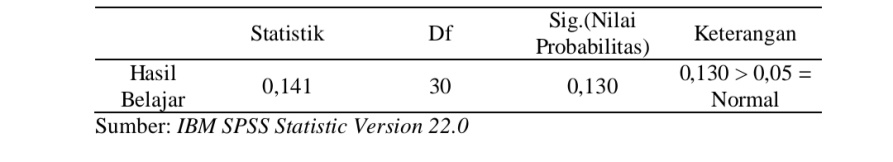 Statistik Df Sig.(Nilai Probabilitas) Keterangan
Hasil Belajar 0,141 30 0,130 0,130 > 0,05 = Normal
Sumber: IBM SPSS Statistic Version 22.0